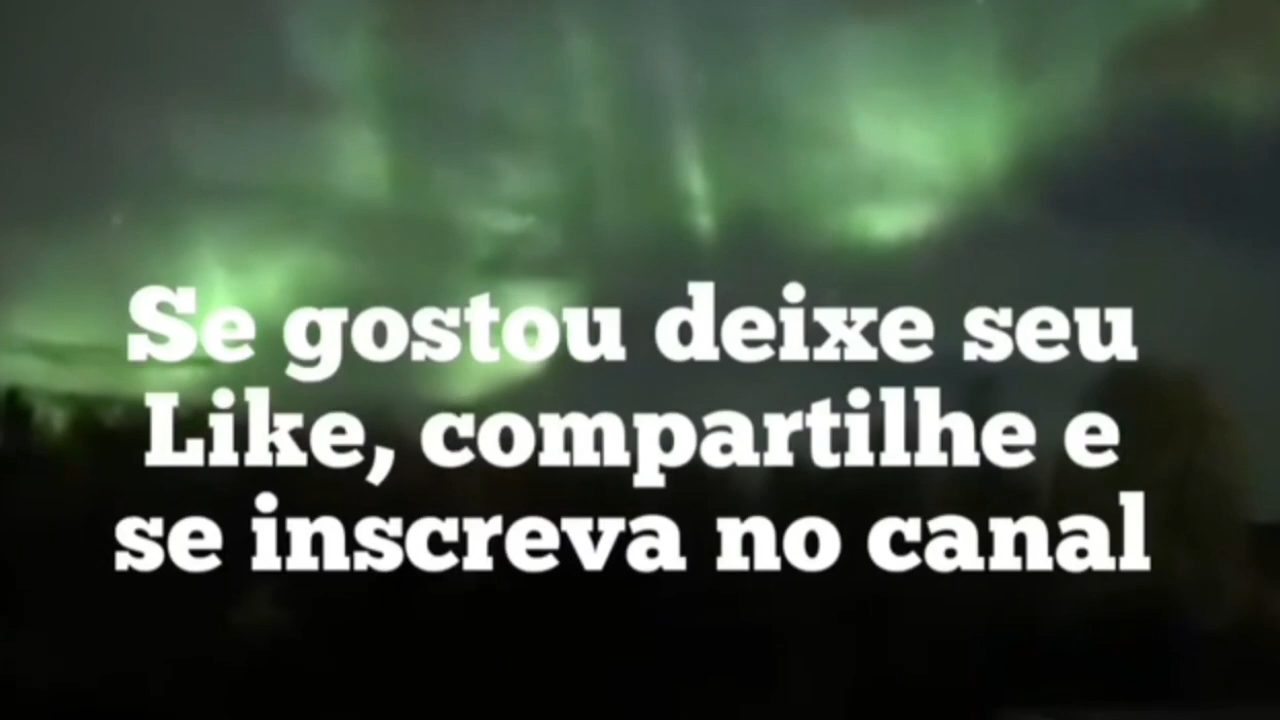 Se gostou deixe seu
Like, compartilhe e
se inscreva no canal